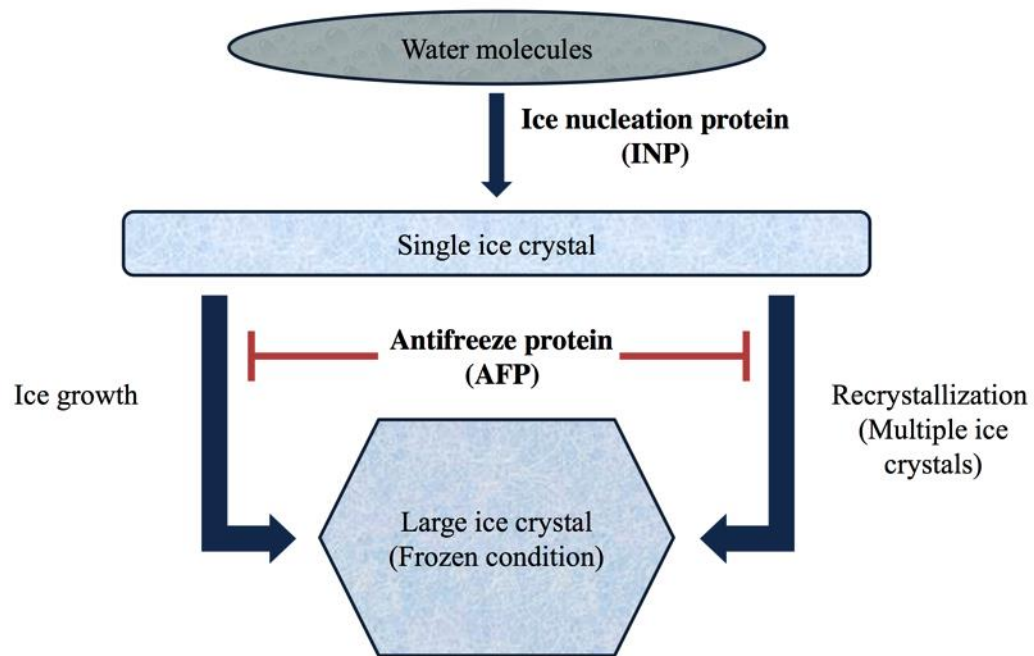 Water molecules
Ice nucleation protein
(INP)
Single ice crystal
Antifreeze protein
(AFP)
Ice growth
Recrystallization
(Multiple ice
crystals)
Large ice crystal
(Frozen condition)